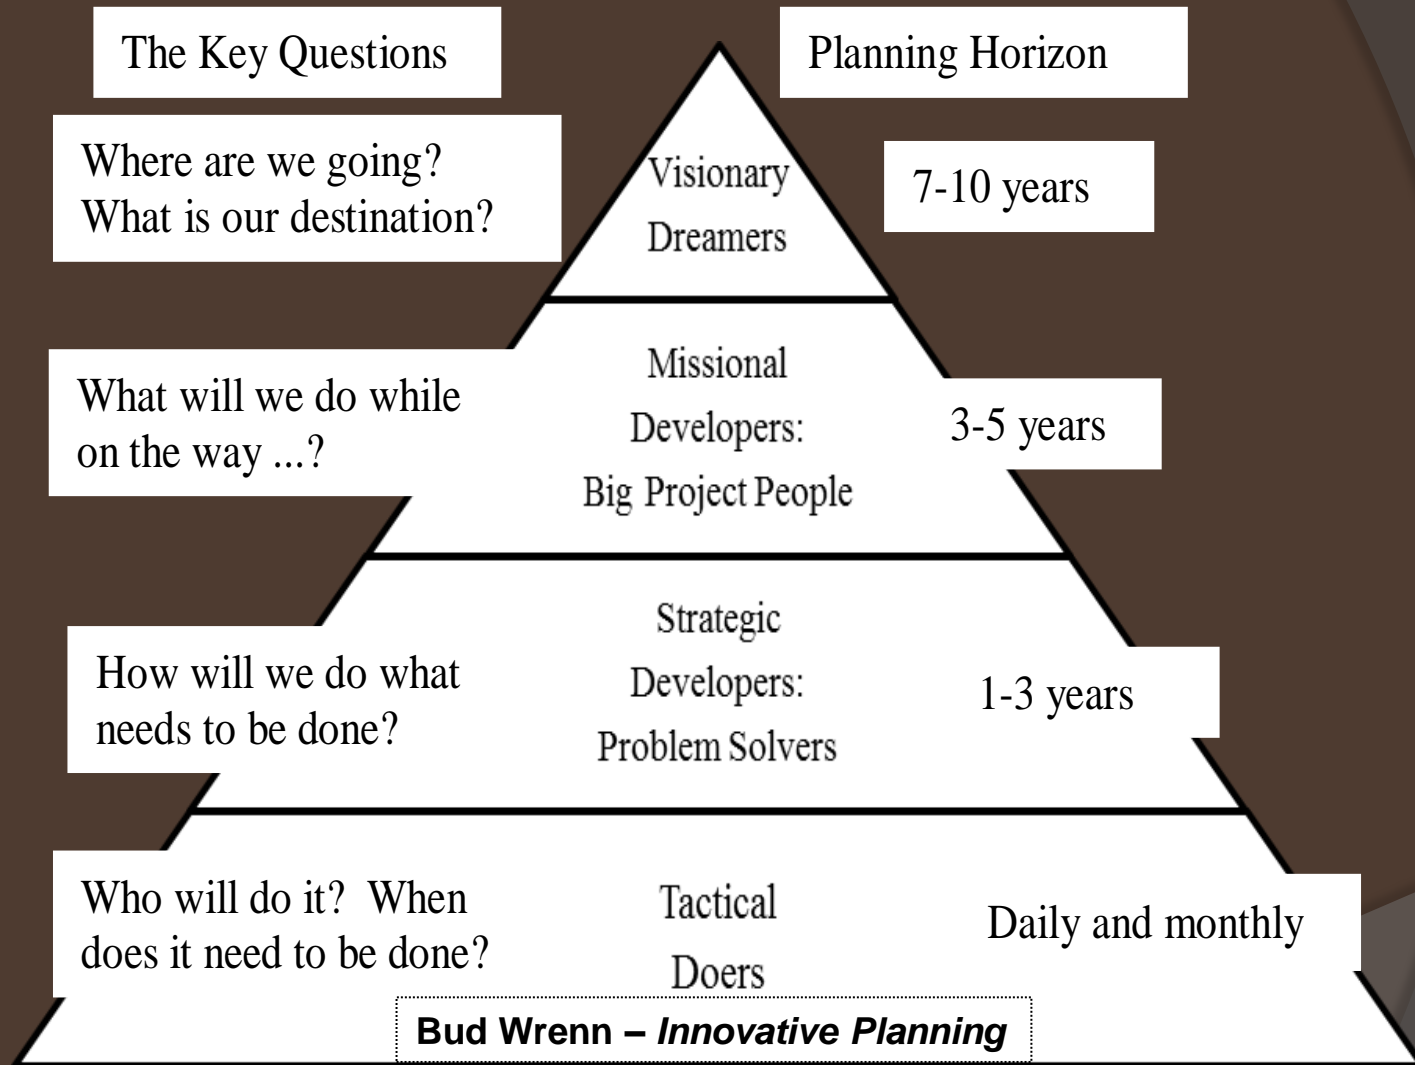 The Key Questions
Planning Horizon
Where are we going?
What is our destination?
Visionary
Dreamers
7-10 years
What will we do while
on the way ...?
Missional
Developers:
Big Project People
3-5 years
How will we do what
needs to be done?
Strategic
Developers:
Problem Solvers
1-3 years
Who will do it?  When
does it need to be done?
Tactical
Doers
Daily and monthly
Bud Wrenn – Innovative Planning